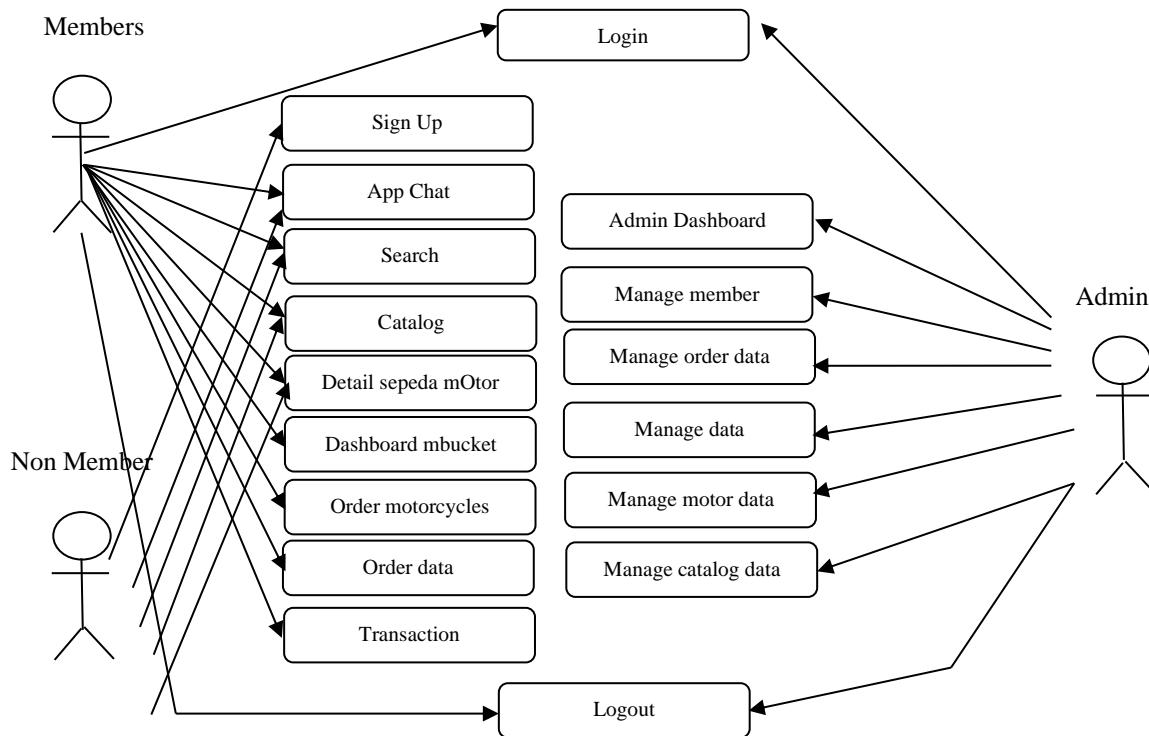 Members
Login
Sign Up
App Chat
Admin Dashboard
Search
Manage member
Admin
Catalog
Manage order data
Detail sepeda mOtor
Manage data
Dashboard mbucket
Non Member
Manage motor data
Order motorcycles
Order data
Manage catalog data
Transaction
Logout